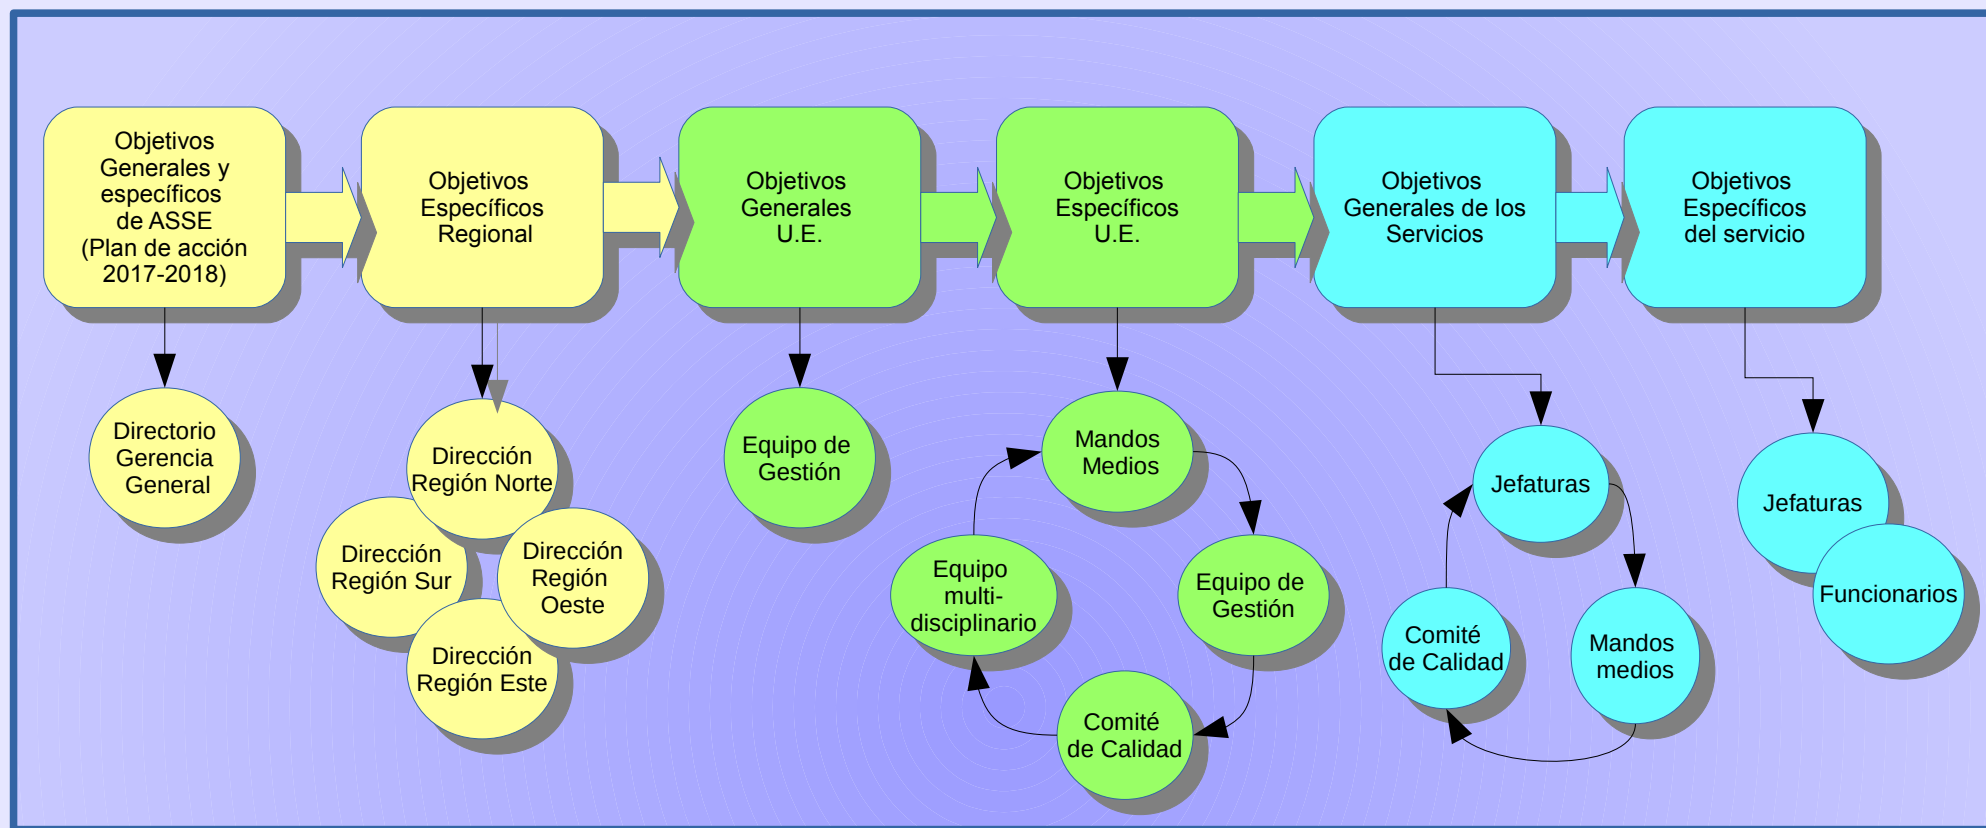 Objetivos
Generales y
específicos
de ASSE
(Plan de acción
2017-2018)
Objetivos
Específicos
Regional
Objetivos
Generales
U.E.
Objetivos
Específicos
U.E.
Objetivos
Generales de los
Servicios
Objetivos
Específicos
del servicio
Directorio
Gerencia
General
Dirección
Región Norte
Dirección
Región Sur
Dirección
Región
Oeste
Dirección
Región Este
Equipo de
Gestión
Mandos
Medios
Equipo
multi-
disciplinario
Equipo de
Gestión
Comité
de Calidad
Jefaturas
Comité
de Calidad
Mandos
medios
Jefaturas
Funcionarios